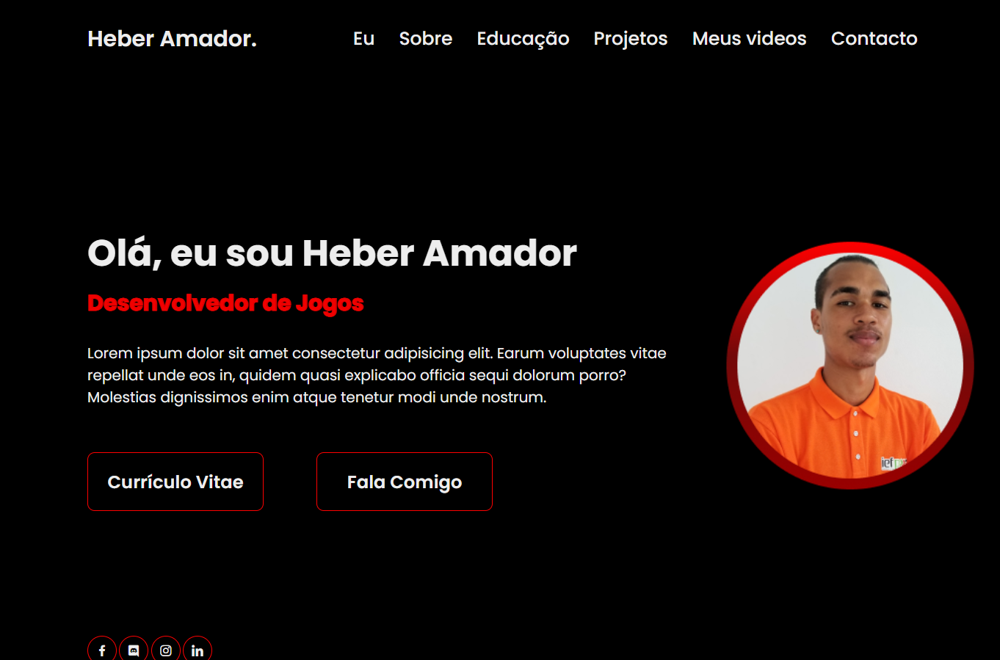 Heber Amador.
Eu Sobre Educação Projetos Meus videos Contacto
Olá, eu sou Heber Amador
Desenvolvedor de Jogos
Lorem ipsum dolor sit amet consectetur adipisicing elit. Earum voluptates vitae
repellat unde eos in, quidem quasi explicabo officia sequi dolorum porro?
Molestias dignissimos enim atque tenetur modi unde nostrum.
Currículo Vitae
Fala Comigo